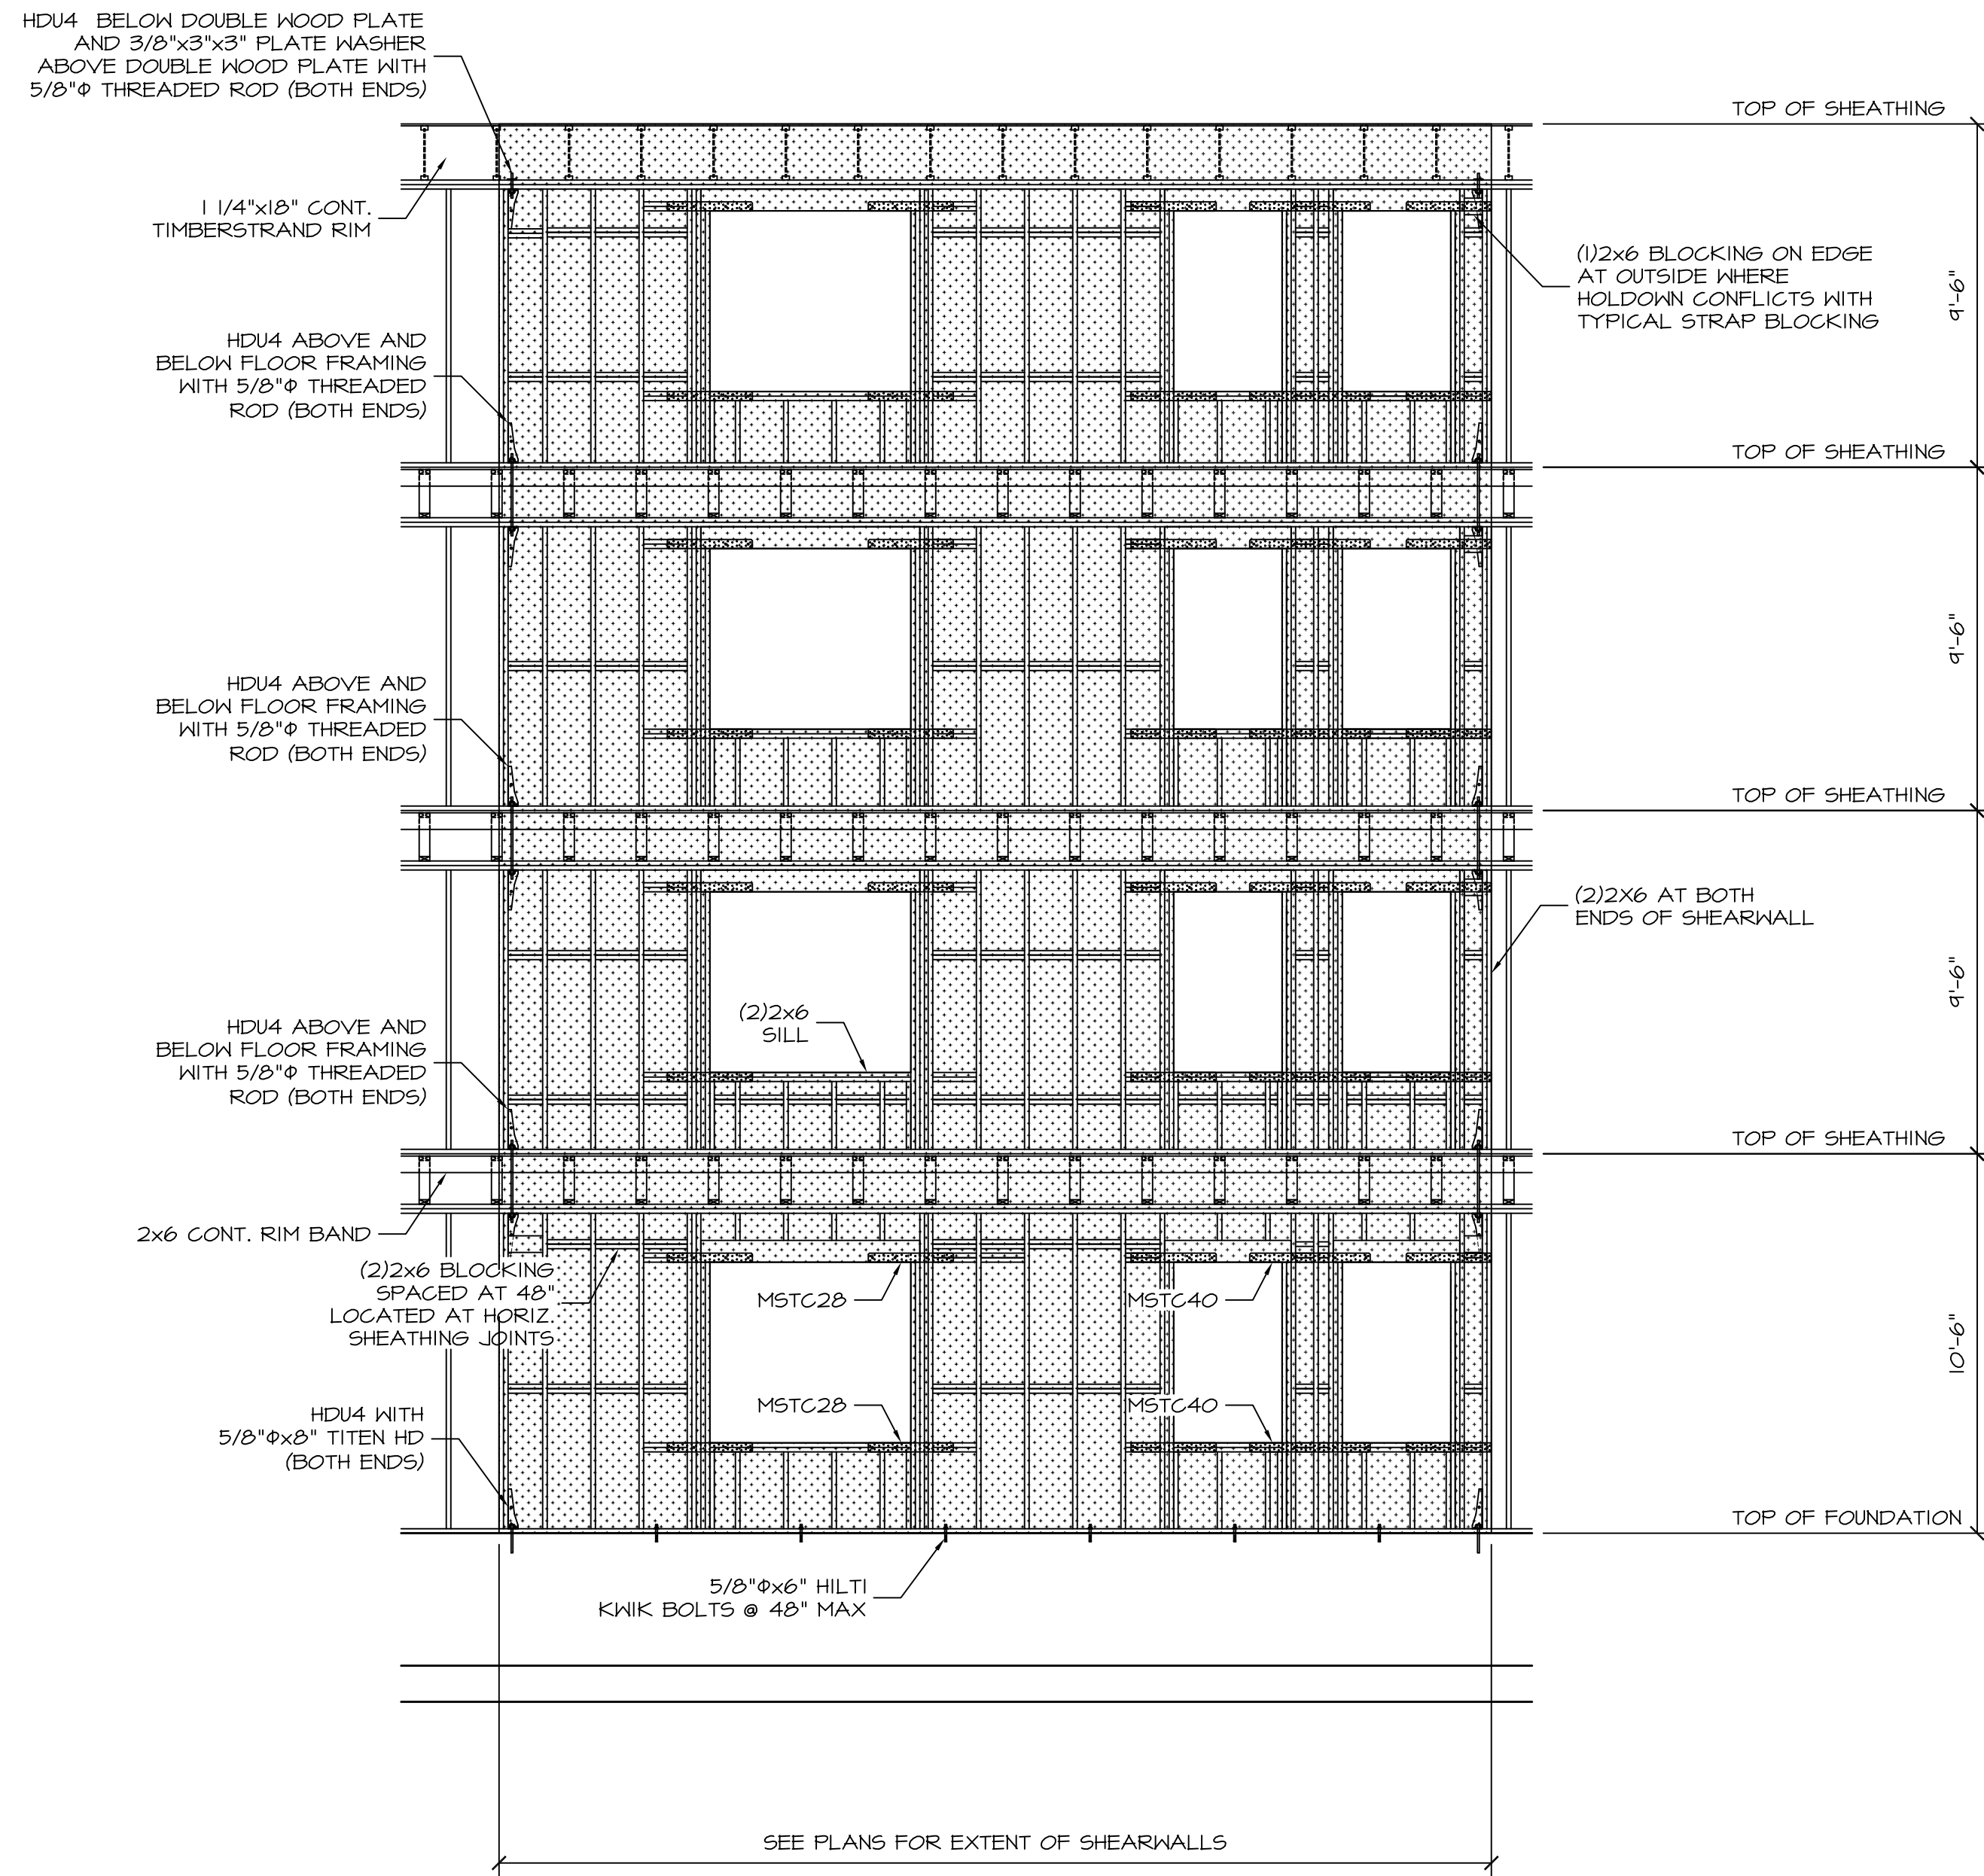 HDU4 BELOW DOUBLE WOOD PLATE
AND 3/8"x3"x3" PLATE WASHER
ABOVE DOUBLE WOOD PLATE WITH
5/8"Φ THREADED ROD (BOTH ENDS)
TOP OF SHEATHING
1 1/4"x18" CONT.
TIMBERSTRAND RIM
(1)2x6 BLOCKING ON EDGE
AT OUTSIDE WHERE
HOLDOWN CONFLICTS WITH
TYPICAL STRAP BLOCKING
9'-6"
HDU4 ABOVE AND
BELOW FLOOR FRAMING
WITH 5/8"Φ THREADED
ROD (BOTH ENDS)
TOP OF SHEATHING
9'-6"
HDU4 ABOVE AND
BELOW FLOOR FRAMING
WITH 5/8"Φ THREADED
ROD (BOTH ENDS)
TOP OF SHEATHING
(2)2X6 AT BOTH
ENDS OF SHEARWALL
9'-6"
(2)2x6
SILL
HDU4 ABOVE AND
BELOW FLOOR FRAMING
WITH 5/8"Φ THREADED
ROD (BOTH ENDS)
TOP OF SHEATHING
2x6 CONT. RIM BAND
(2)2x6 BLOCKING
SPACED AT 48"
LOCATED AT HORIZ.
SHEATHING JOINTS
MSTC28
MSTC40
10'-6"
MSTC28
MSTC40
HDU4 WITH
5/8"Φx8" TITEN HD
(BOTH ENDS)
TOP OF FOUNDATION
5/8"Φx6" HILTI
KWIK BOLTS @ 48" MAX
SEE PLANS FOR EXTENT OF SHEARWALLS